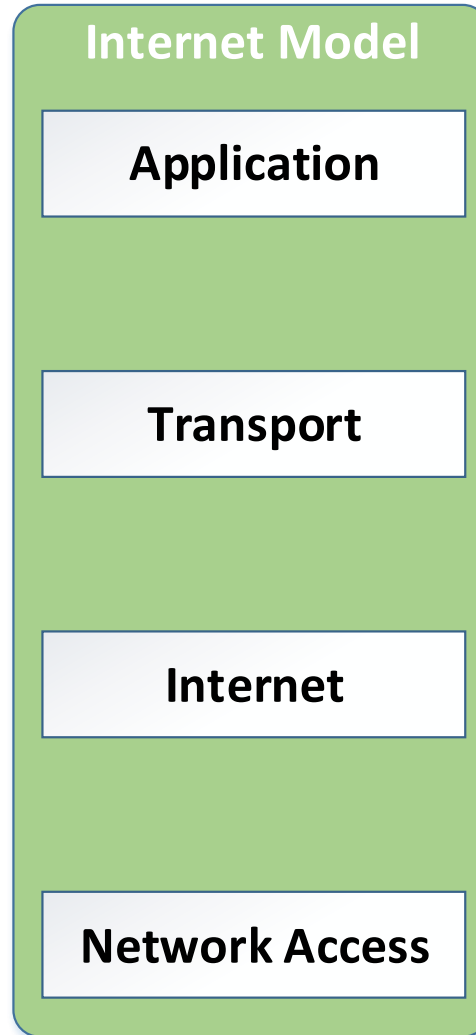 Internet Model
Application
Transport
Internet
Network Access